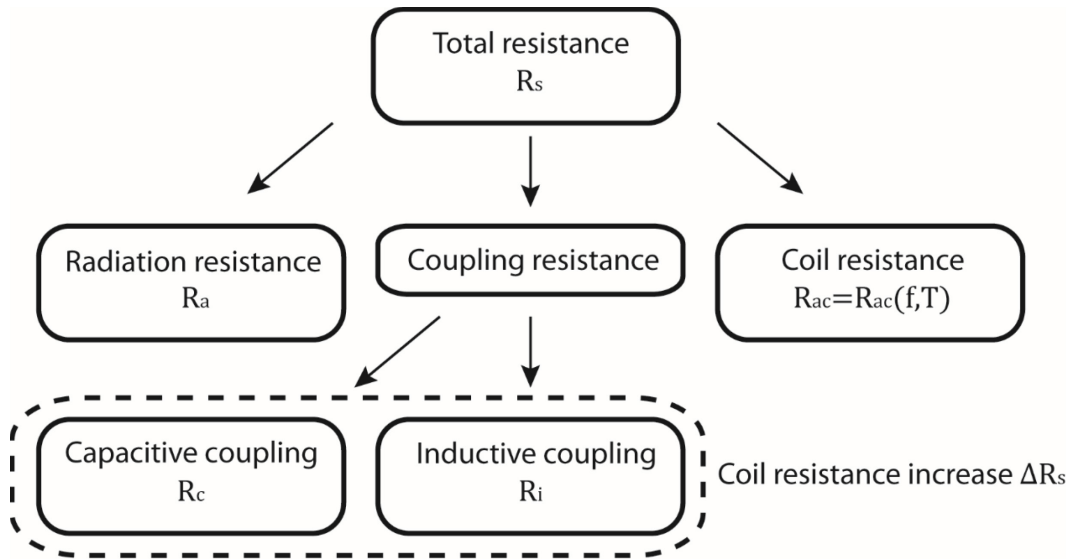 Total resistance
Rs
Radiation resistance
Ra
Coupling resistance
Coil resistance
Rac=Rac(f,T)
Capacitive coupling
Rc
Inductive coupling
Ri
Coil resistance increase ΔRs